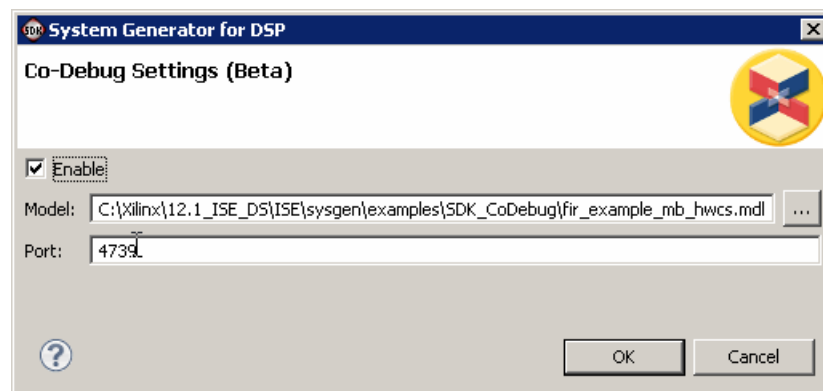 SDK System Generator for DSP
Co-Debug Settings (Beta)
Enable
Model: C:\Xilinx\12.1_ISE_DS\ISE\sysgen\examples\SDK_CoDebug\fir_example_mb_hwcs.mdl ...
Port: 4739
? OK Cancel